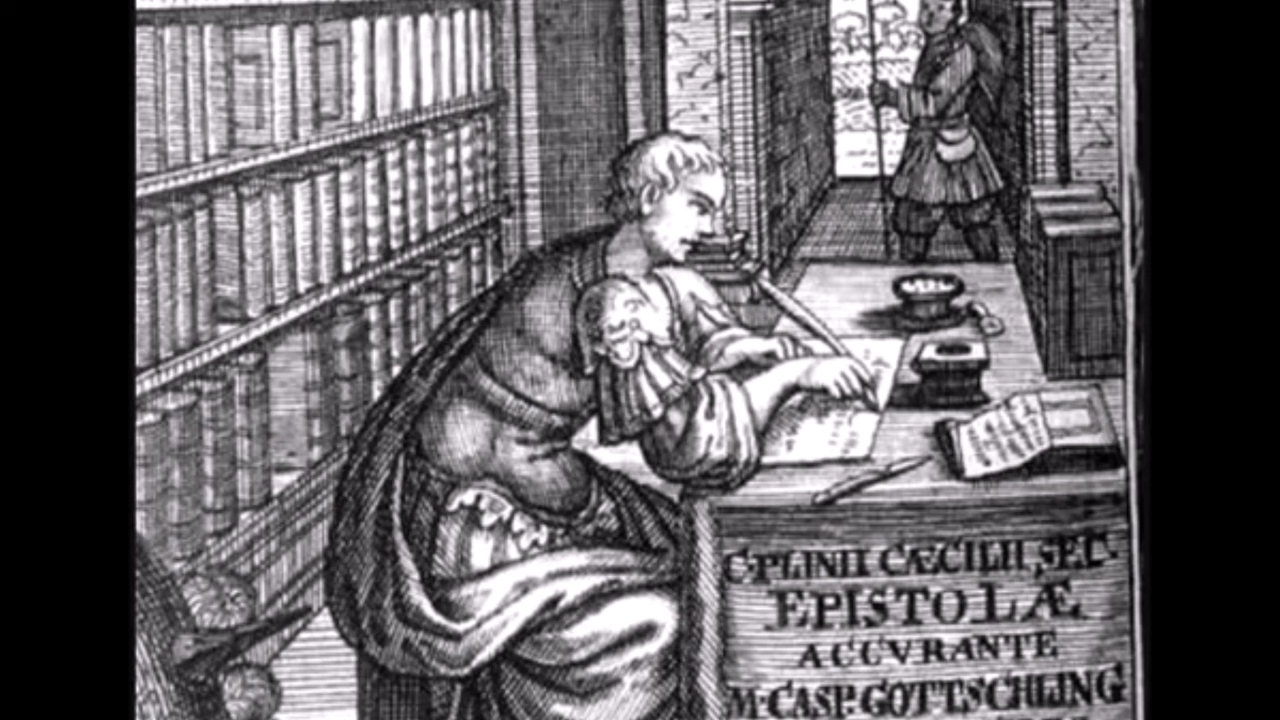 C·PLINII CÆCILII, SEC.
EPISTOLÆ
ACCVRANTE
M·CASP·GOTTSCHLING